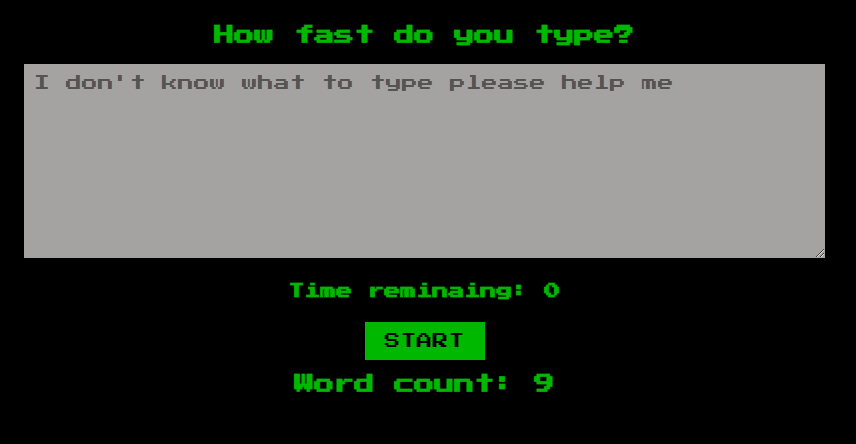 How fast do you type?
I don't know what to type please help me
Time reminaing: 0
START
Word count: 9